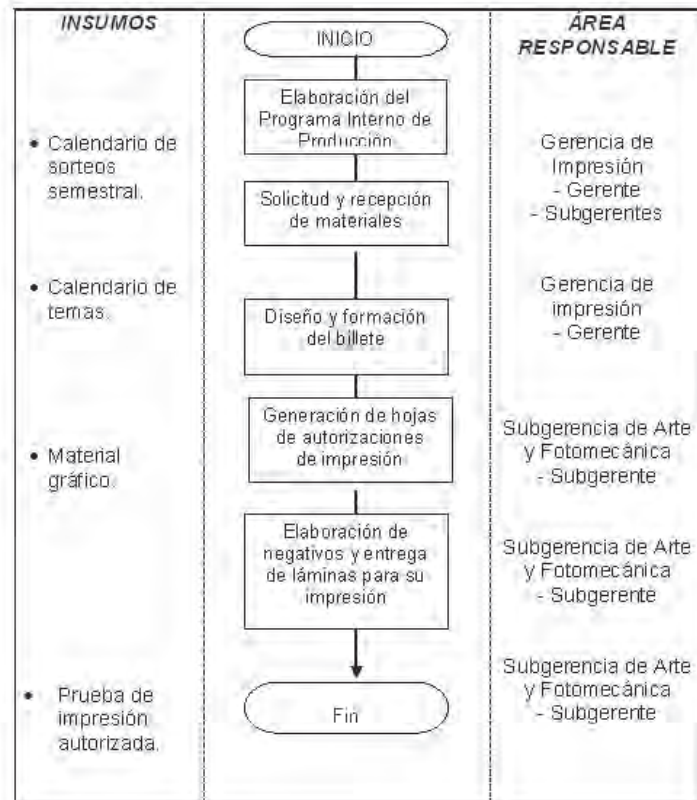 INSUMOS
• Calendario de
sorteos
semestral.
• Calendario de
temas.
• Material
gráfico.
• Prueba de
impresión
autorizada.
INICIO
Elaboración del
Programa Interno de
Producción
Solicitud y recepción
de materiales
Diseño y formación
del billete
Generación de hojas
de autorizaciones
de impresión
Elaboración de
negativos y entrega
de láminas para su
impresión
Fin
ÁREA
RESPONSABLE
Gerencia de
Impresión
- Gerente
- Subgerentes
Gerencia de
impresión
- Gerente
Subgerencia de Arte
y Fotomecánica
- Subgerente
Subgerencia de Arte
y Fotomecánica
- Subgerente
Subgerencia de Arte
y Fotomecánica
- Subgerente